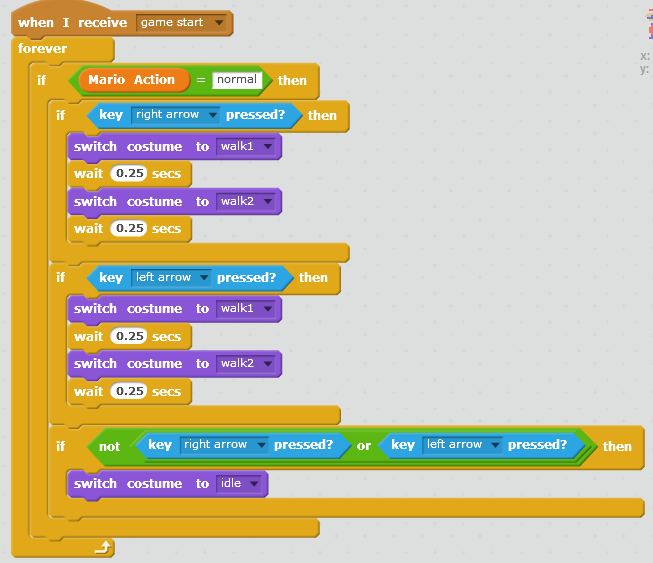 when I receive game start
forever
if Mario Action = normal then
if key right arrow pressed? then
switch costume to walk1
wait 0.25 secs
switch costume to walk2
wait 0.25 secs
if key left arrow pressed? then
switch costume to walk1
wait 0.25 secs
switch costume to walk2
wait 0.25 secs
if not key right arrow pressed? or key left arrow pressed? then
switch costume to idle
x:
y: